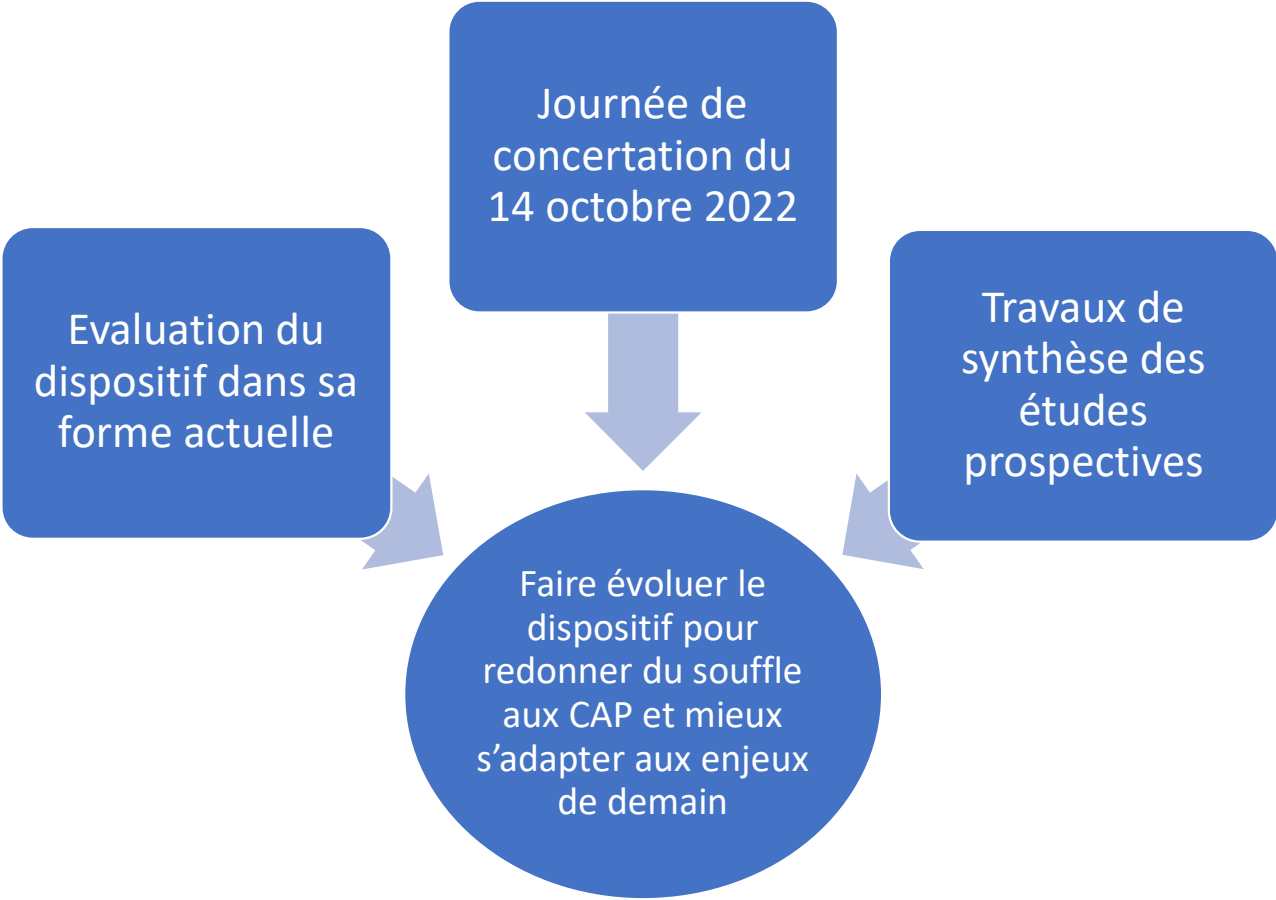 Journée de
concertation du
14 octobre 2022
Evaluation du
dispositif dans sa
forme actuelle
Travaux de
synthèse des
études
prospectives
Faire évoluer le
dispositif pour
redonner du souffle
aux CAP et mieux
s’adapter aux enjeux
de demain